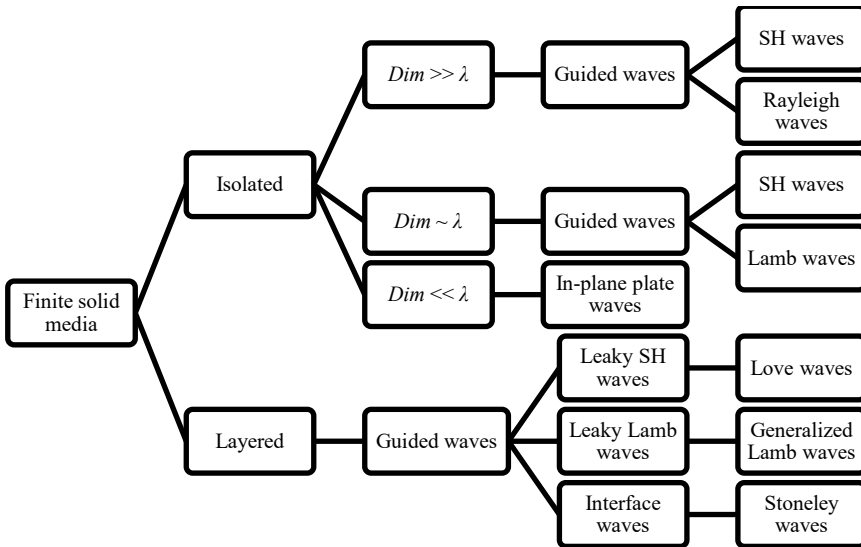 SH waves
Dim >> λ
Guided waves
Rayleigh
waves
Isolated
SH waves
Dim ~ λ
Guided waves
Lamb waves
Finite solid
media
Dim << λ
In-plane plate
waves
Leaky SH
waves
Love waves
Layered
Guided waves
Leaky Lamb
waves
Generalized
Lamb waves
Interface
waves
Stoneley
waves